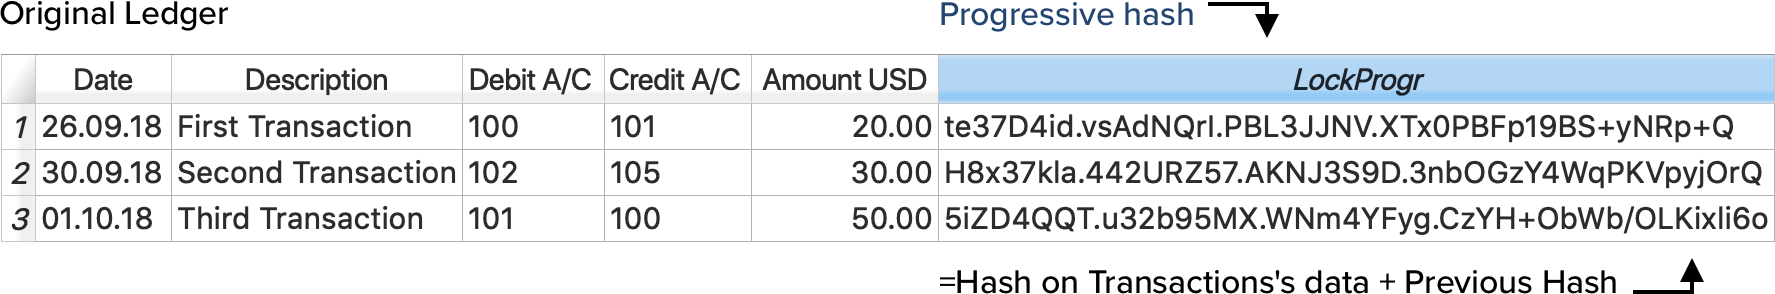 Original Ledger
Progressive hash
Date Description Debit A/C Credit A/C Amount USD LockProgr
1 26.09.18 First Transaction 100 101 20.00 te37D4id.vsAdNQrI.PBL3JJNV.XTx0PBFp19BS+yNRp+Q
2 30.09.18 Second Transaction 102 105 30.00 H8x37kla.442URZ57.AKNJ3S9D.3nbOGzY4WqPKVpyjOrQ
3 01.10.18 Third Transaction 101 100 50.00 5iZD4QQT.u32b95MX.WNm4YFyg.CzYH+ObWb/OLKixli6o
=Hash on Transactions's data + Previous Hash